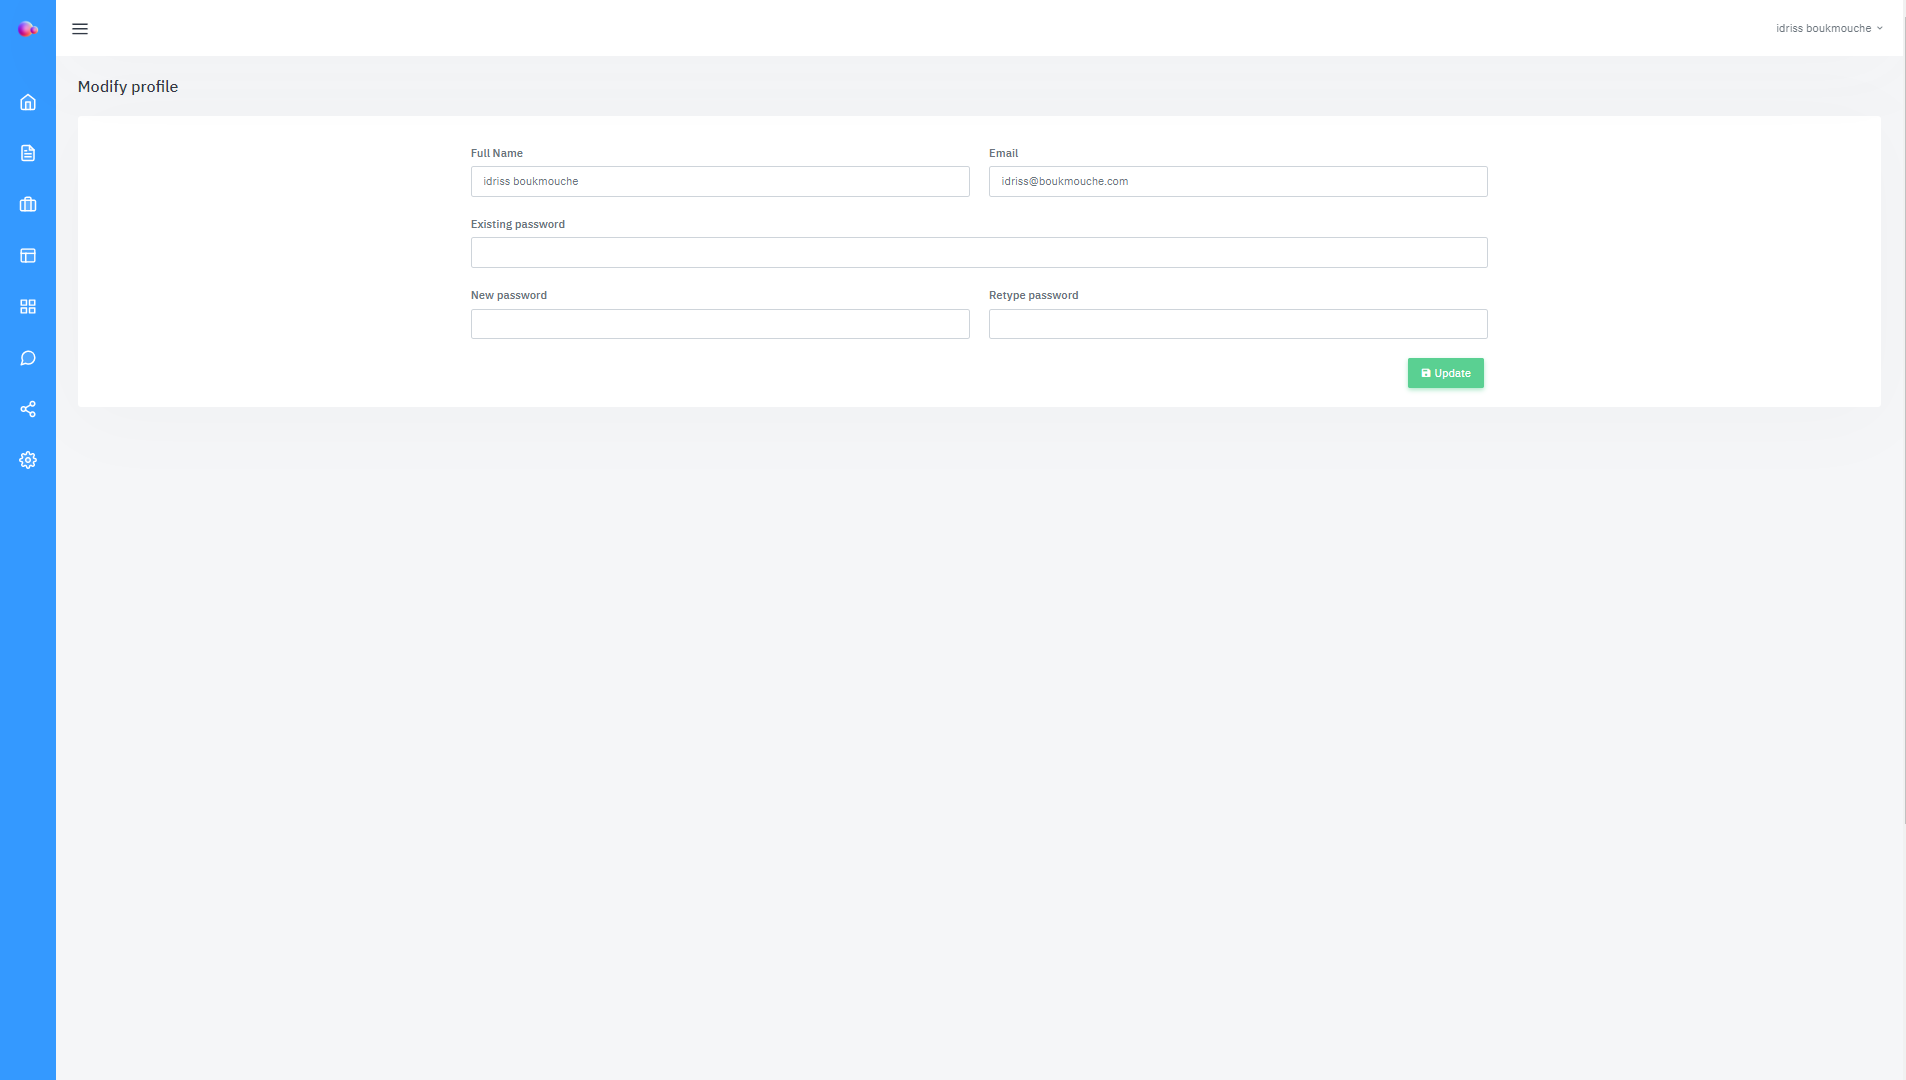 idriss boukmouche
Modify profile
Full Name
Email
idriss boukmouche
idriss@boukmouche.com
Existing password
New password
Retype password
Update